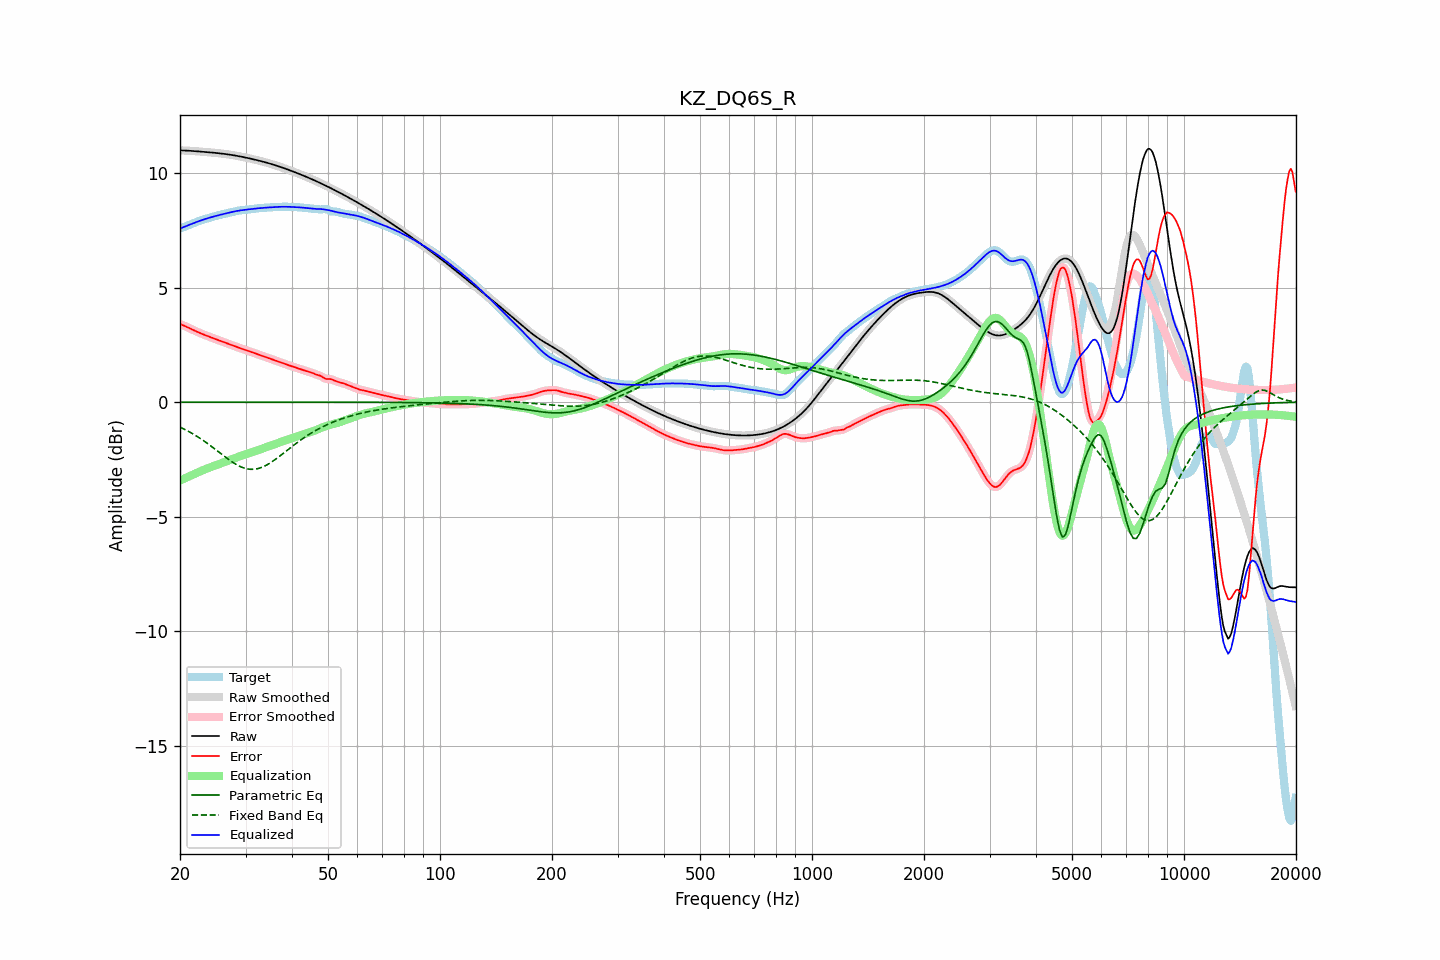 KZ_DQ6S_R
Amplitude (dBr)
10
5
0
−5
−10
−15
Target
Raw Smoothed
Error Smoothed
Raw
Error
Equalization
Parametric Eq
Fixed Band Eq
Equalized
20 50 100 200 500 1000 2000 5000 10000 20000
Frequency (Hz)